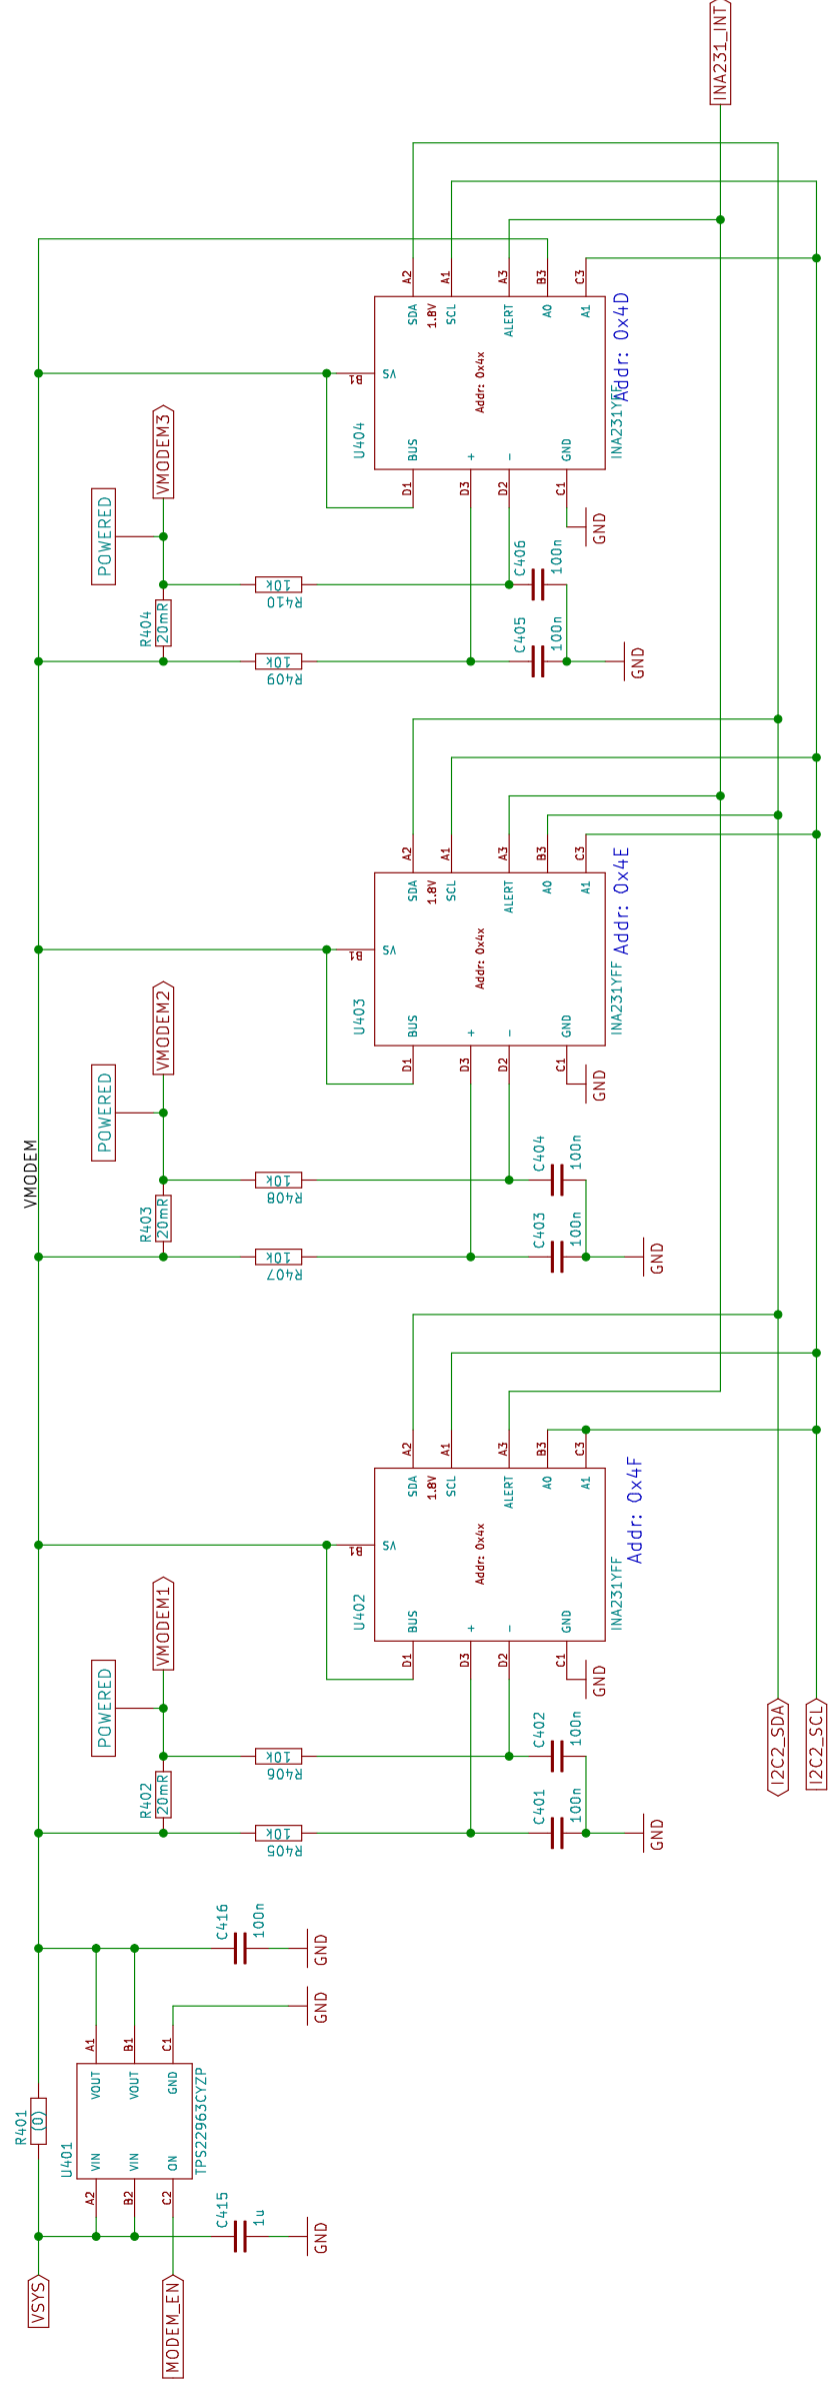 VSYS
MODEM_EN
R401
(0)
U401
VIN
VIN
ON
VOUT
VOUT
GND
A2
B2
C2
A1
B1
C1
TPS22963CYZP
C415
1u
GND
C416
100n
GND
GND
VMODEM
R402
20mR
POWERED
VMODEM1
R405
10k
R406
10k
C401
100n
C402
100n
GND
GND
U402
BUS
+
-
GND
D1
D3
D2
C1
VS
B1
Addr: 0x4x
SDA
1.8V
SCL
ALERT
A0
A1
A2
A1
A3
B3
C3
INA231YFF
Addr: 0x4F
R403
20mR
POWERED
VMODEM2
R407
10k
R408
10k
C403
100n
C404
100n
GND
GND
U403
BUS
+
-
GND
D1
D3
D2
C1
VS
B1
Addr: 0x4x
SDA
1.8V
SCL
ALERT
A0
A1
A2
A1
A3
B3
C3
INA231YFF
Addr: 0x4E
R404
20mR
POWERED
VMODEM3
R409
10k
R410
10k
C405
100n
C406
100n
GND
GND
U404
BUS
+
-
GND
D1
D3
D2
C1
VS
B1
Addr: 0x4x
SDA
1.8V
SCL
ALERT
A0
A1
A2
A1
A3
B3
C3
INA231YFF
Addr: 0x4D
INA231_INT
I2C2_SDA
I2C2_SCL